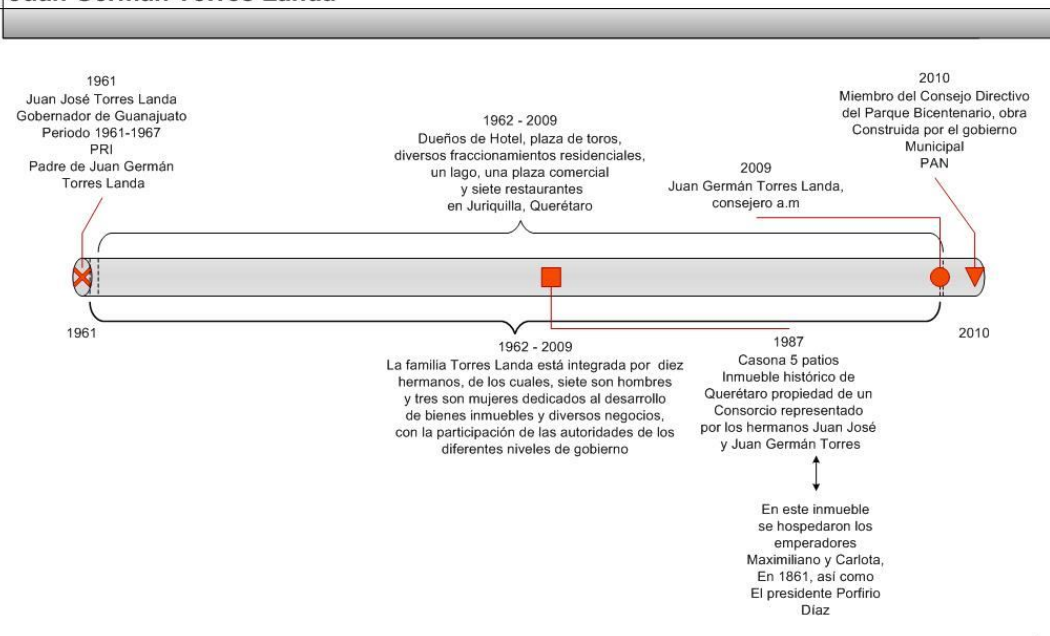 Juan Germán Torres Landa
1961
Juan José Torres Landa
Gobernador de Guanajuato
Periodo 1961-1967
PRI
Padre de Juan Germán
Torres Landa
1962 - 2009
Dueños de Hotel, plaza de toros,
diversos fraccionamientos residenciales,
un lago, una plaza comercial
y siete restaurantes
en Juriquilla, Querétaro
2009
Juan Germán Torres Landa,
consejero a.m
2010
Miembro del Consejo Directivo
del Parque Bicentenario, obra
Construida por el gobierno
Municipal
PAN
1961
2010
1962 - 2009
La familia Torres Landa está integrada por diez
hermanos, de los cuales, siete son hombres
y tres son mujeres dedicados al desarrollo
de bienes inmuebles y diversos negocios,
con la participación de las autoridades de los
diferentes niveles de gobierno
1987
Casona 5 patios
Inmueble histórico de
Querétaro propiedad de un
Consorcio representado
por los hermanos Juan José
y Juan Germán Torres
En este inmueble
se hospedaron los
emperadores
Maximiliano y Carlota,
En 1861, así como
El presidente Porfirio
Díaz